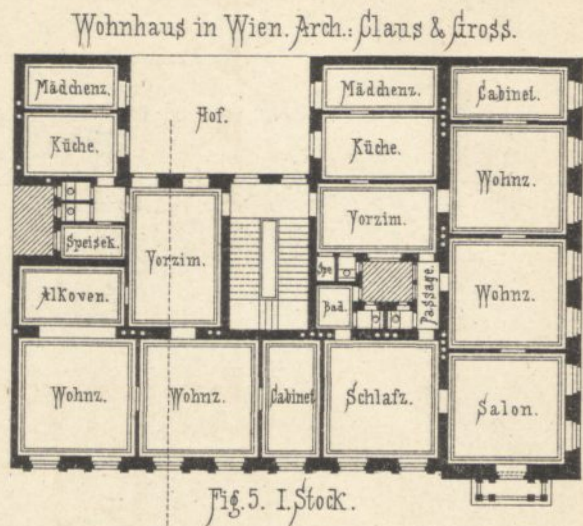 Wohnhaus in Wien. Arch.: Claus & Gross.
Mädchenz.
Hof.
Mädchenz.
Cabinet.
Küche.
Küche.
Wohnz.
Vorzim.
Speisek.
Vorzim.
Spe
Passage.
Wohnz.
Alkoven.
Bad.
Wohnz.
Wohnz.
Cabinet
Schlafz.
Salon.
Fig. 5. I. Stock.